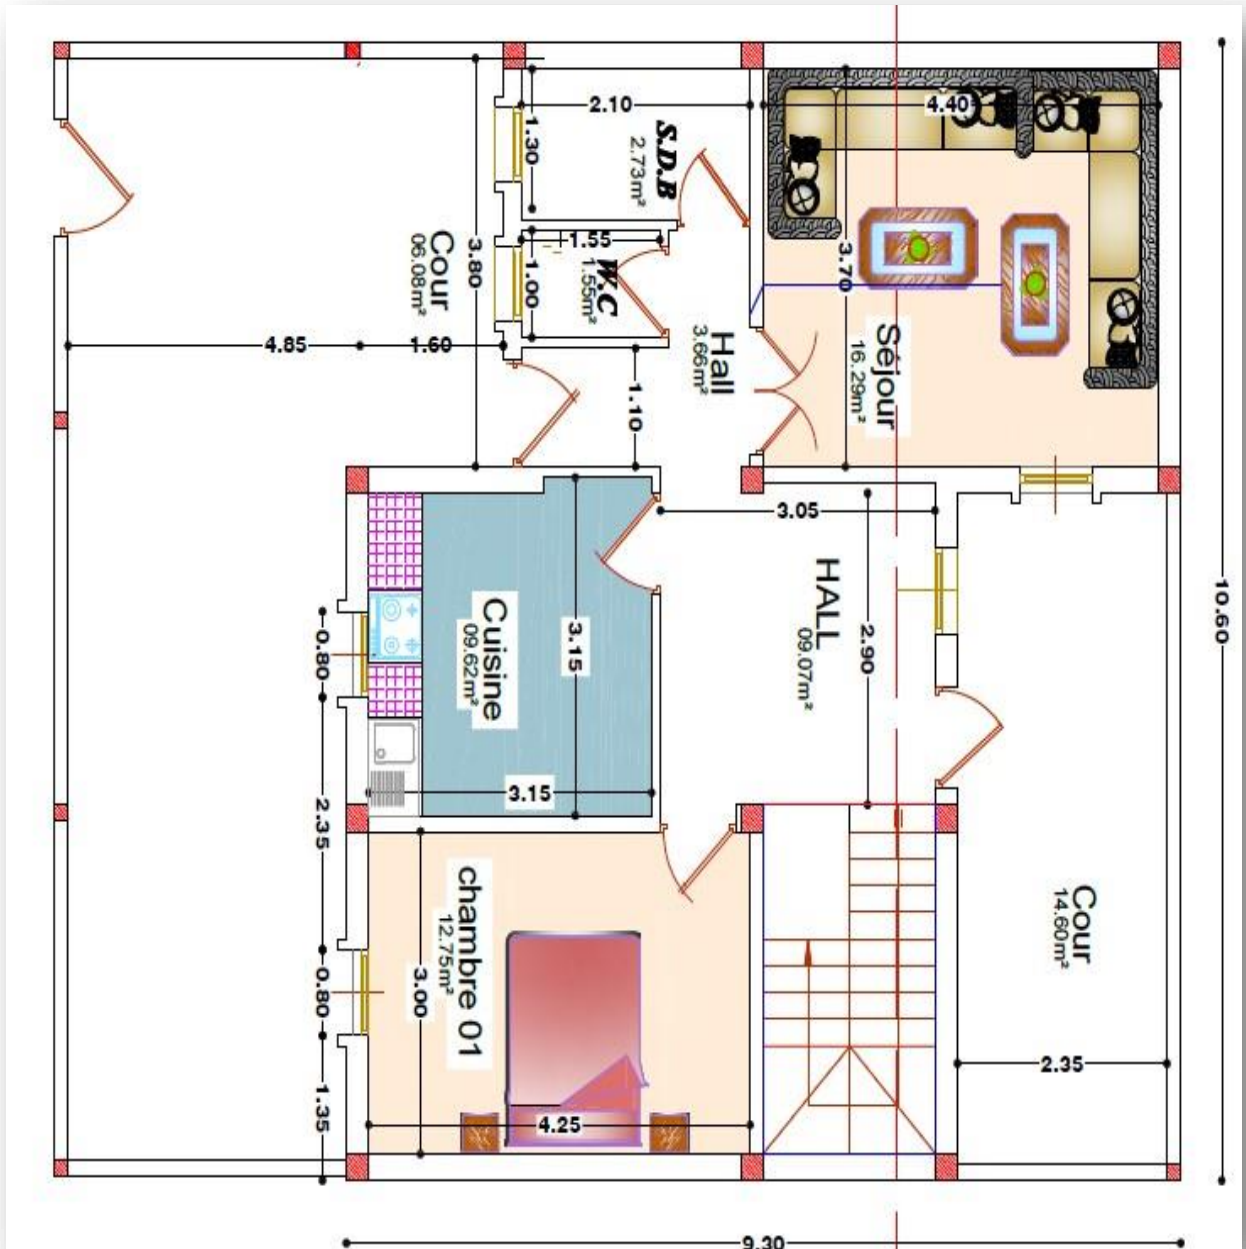 2.10
4.40
1.30
S.D.B
2.73m²
3.80
Cour
06.08m²
1.55
1.00
W.C
1.55m²
3.70
4.85
1.60
Hall
3.66m²
Séjour
16.29m²
1.10
3.05
10.60
HALL
09.07m²
2.90
Cuisine
09.62m²
3.15
0.80
3.15
2.35
chambre 01
12.75m²
3.00
0.80
Cour
14.60m²
2.35
1.35
4.25
9.30